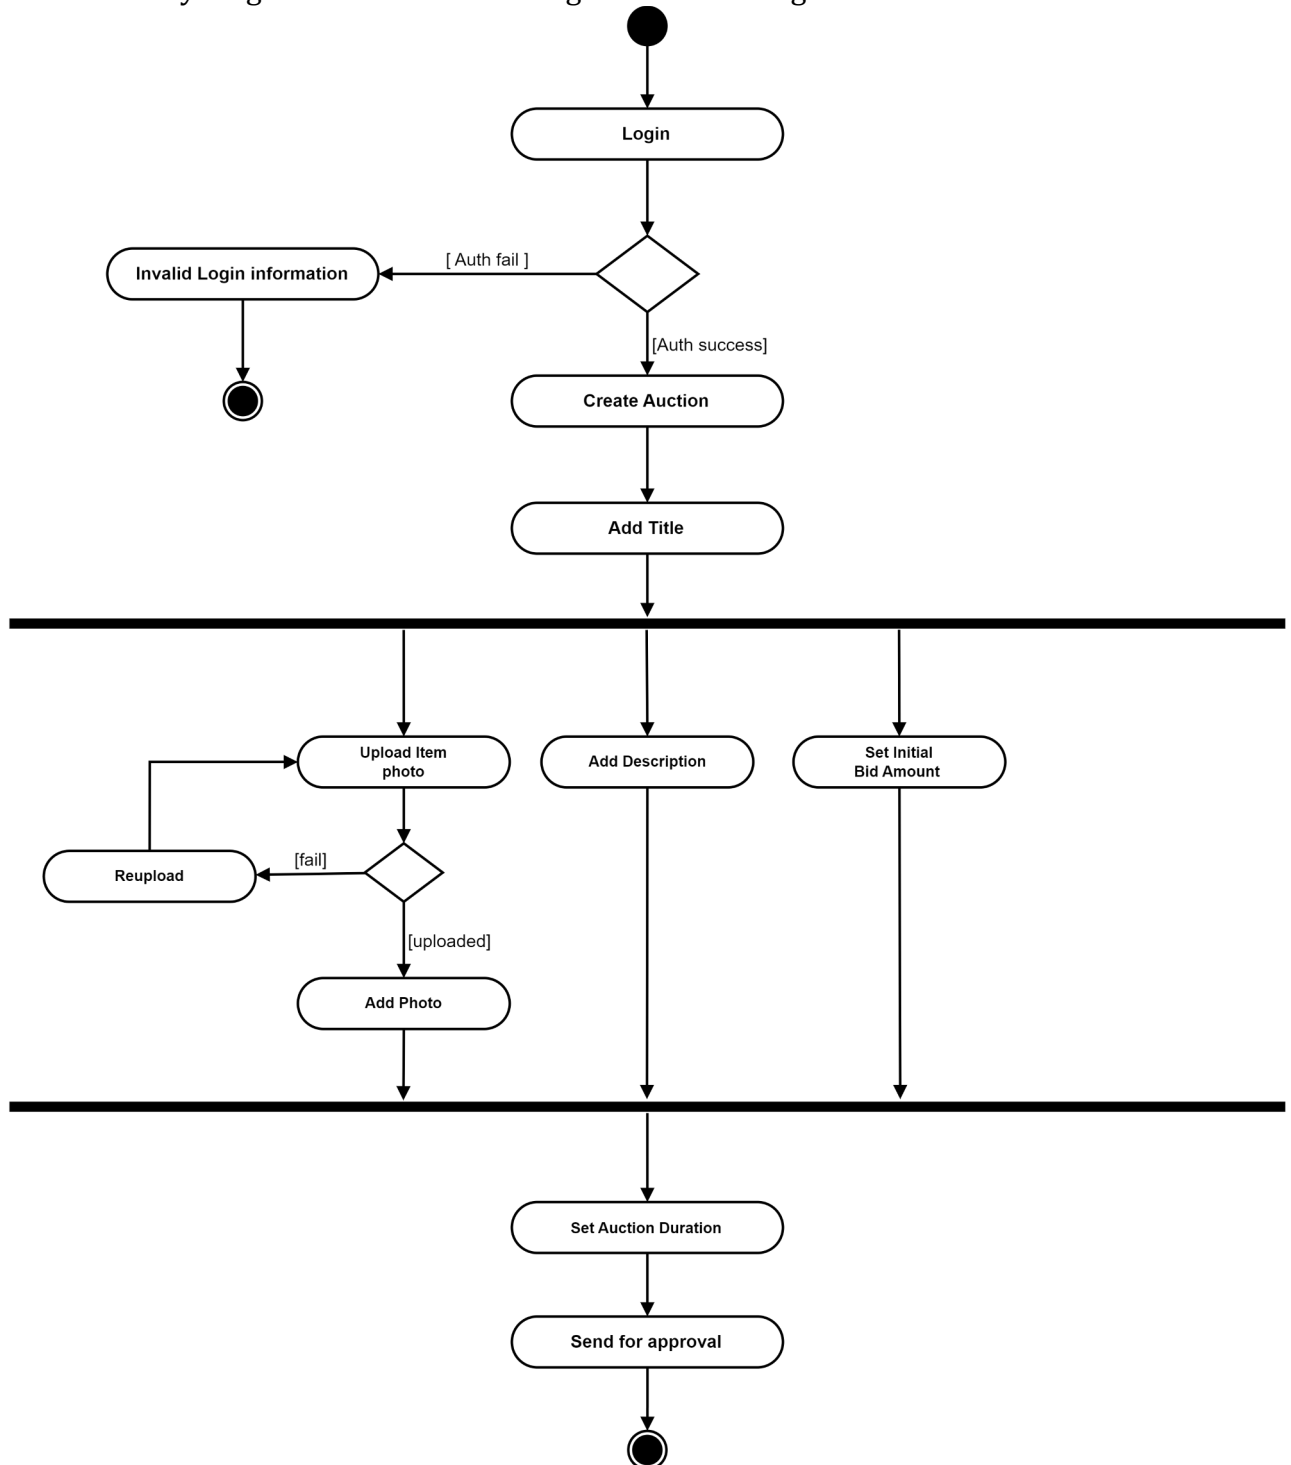 Login
[ Auth fail ]
Invalid Login information
[Auth success]
Create Auction
Add Title
Upload Item
photo
Add Description
Set Initial
Bid Amount
[fail]
Reupload
[uploaded]
Add Photo
Set Auction Duration
Send for approval